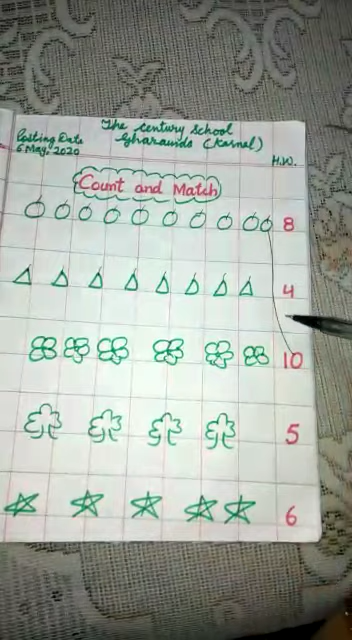 The Century School
Gharaunda (Karnal)
Posting Date
6 May, 2020
H.W.
Count and Match
8
4
10
5
6